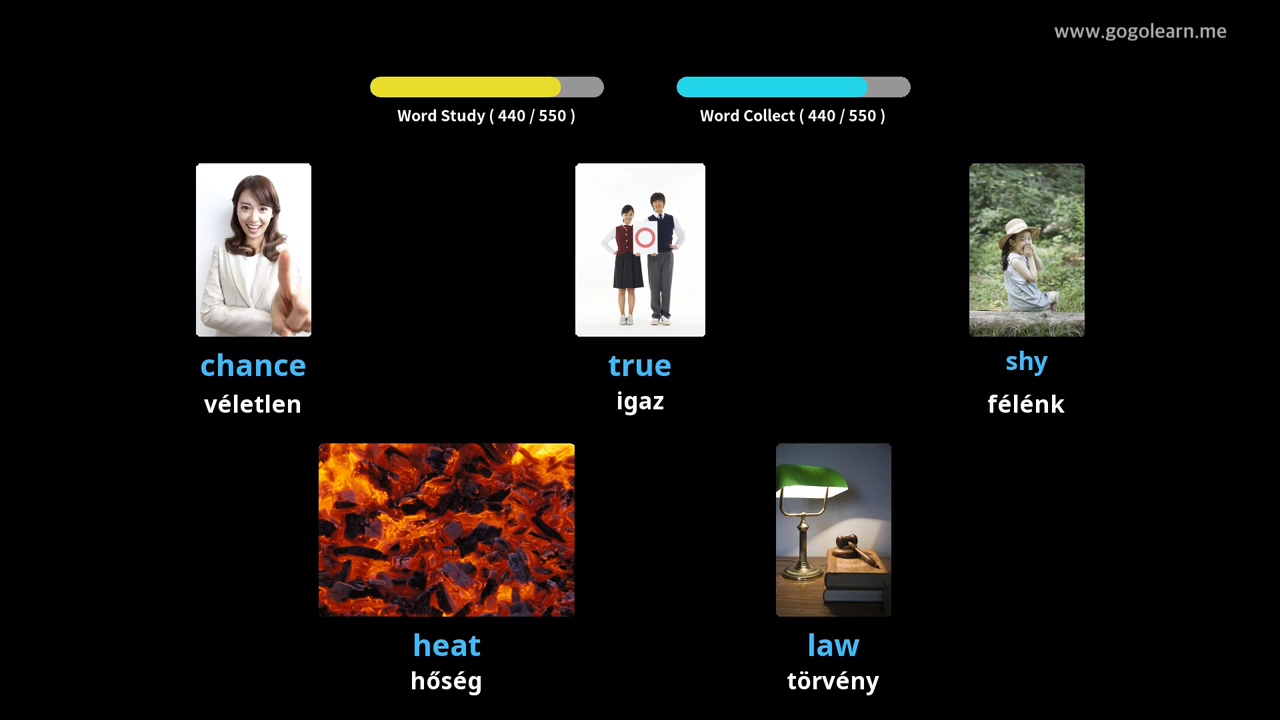 www.gogolearn.me
Word Study ( 440 / 550 )
Word Collect ( 440 / 550 )
chance
véletlen
true
igaz
shy
félénk
heat
hőség
law
törvény